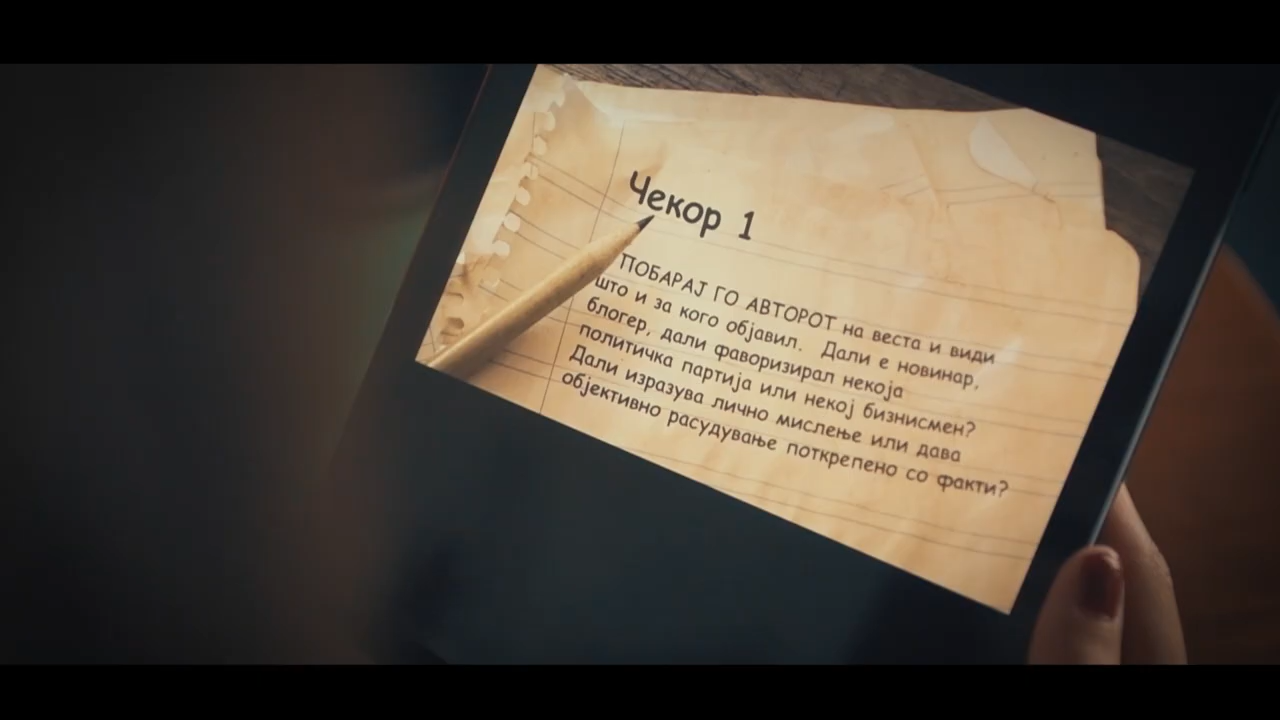 Чекор 1
ПОБАРАЈ ГО АВТОРОТ на веста и види
што и за кого објавил. Дали е новинар,
блогер, дали фаворизирал некоја
политичка партија или некој бизнисмен?
Дали изразува лично мислење или дава
објективно расудување поткрепено со факти?